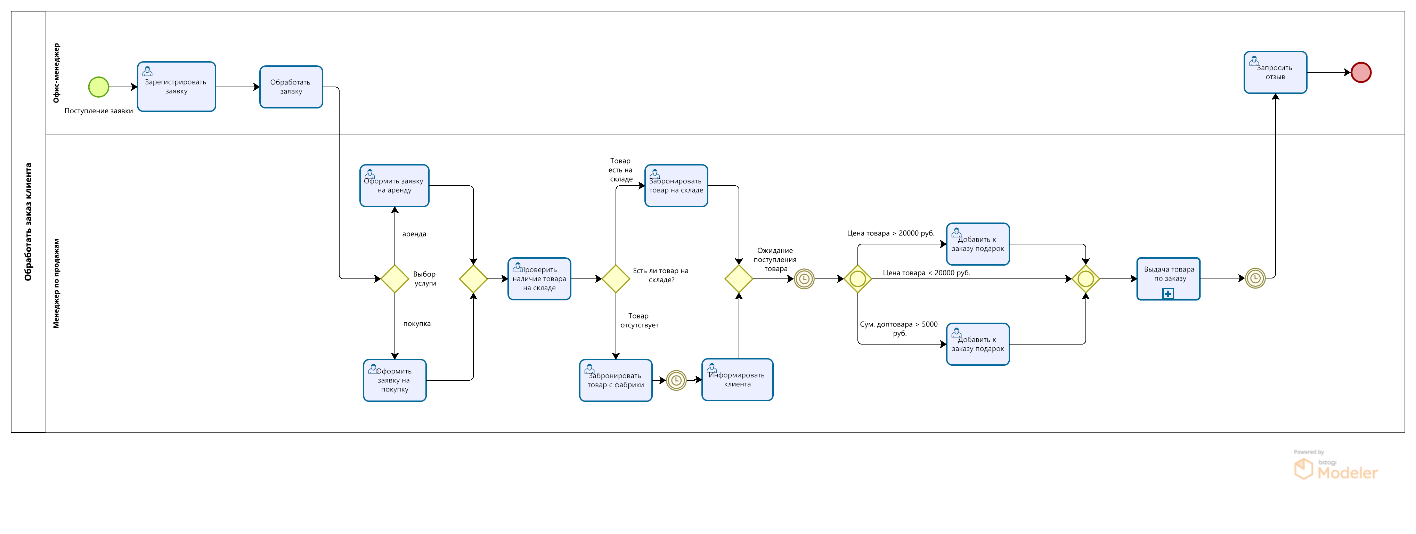 Обработать заказ клиента
Офис-менеджер
Поступление заявки
Зарегистрировать
заявку
Обработать
заявку
Запросить
отзыв
Менеджер по продажам
Оформить заявку
на аренду
аренда
Выбор
услуги
покупка
Оформить
заявку на
покупку
Проверить
наличие товара
на складе
Товар
есть на
складе
Есть ли товар на
складе?
Товар
отсутствует
Забронировать
товар на складе
Забронировать
товар с фабрики
Информировать
клиента
Ожидание
поступления
товара
Цена товара > 20000 руб.
Цена товара < 20000 руб.
Сум. доптовара > 5000
руб.
Добавить к
заказу подарок
Добавить к
заказу подарок
Выдача товара
по заказу
Powered by
bizagi
Modeler